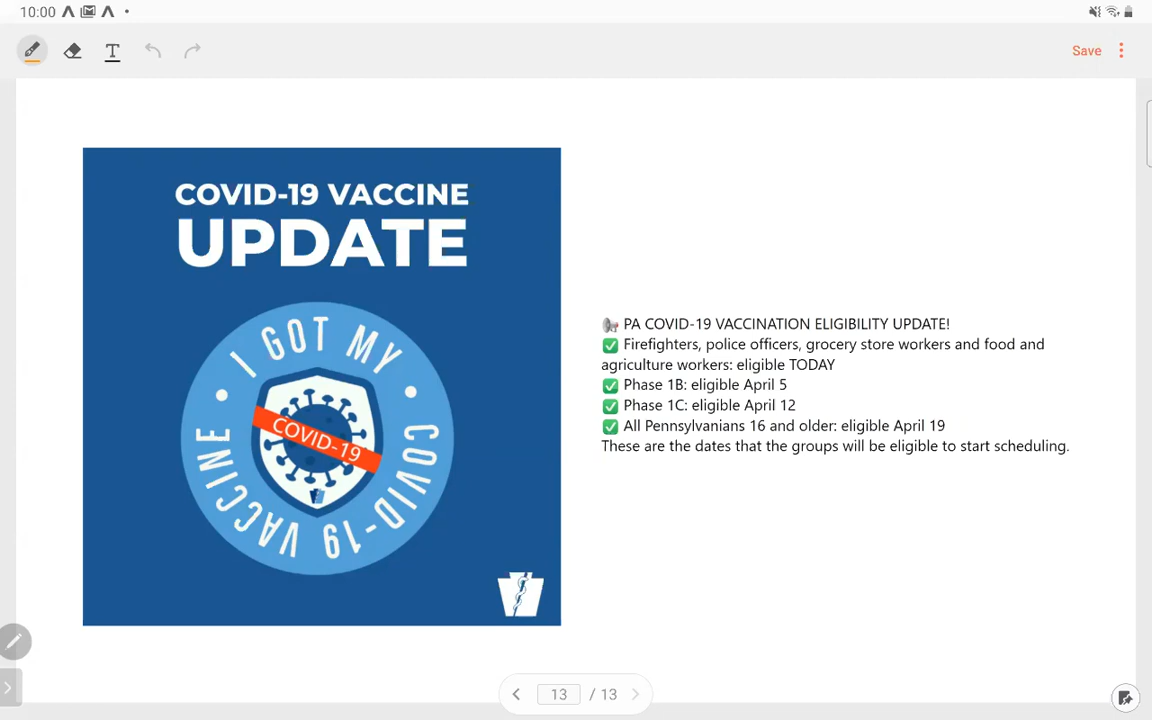 10:00
Save
COVID-19 VACCINE
UPDATE
I GOT MY
COVID-19 VACCINE
COVID-19
PA COVID-19 VACCINATION ELIGIBILITY UPDATE!
✅ Firefighters, police officers, grocery store workers and food and
agriculture workers: eligible TODAY
✅ Phase 1B: eligible April 5
✅ Phase 1C: eligible April 12
✅ All Pennsylvanians 16 and older: eligible April 19
These are the dates that the groups will be eligible to start scheduling.
13 / 13